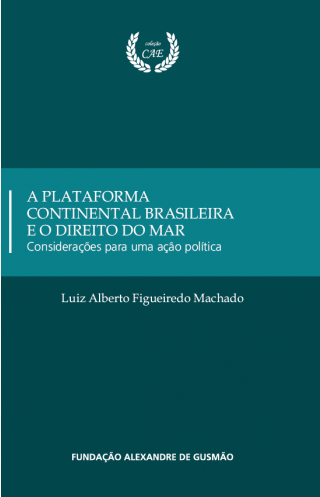 coleção
CAE
A PLATAFORMA
CONTINENTAL BRASILEIRA
E O DIREITO DO MAR
Considerações para uma ação política
Luiz Alberto Figueiredo Machado
FUNDAÇÃO ALEXANDRE DE GUSMÃO